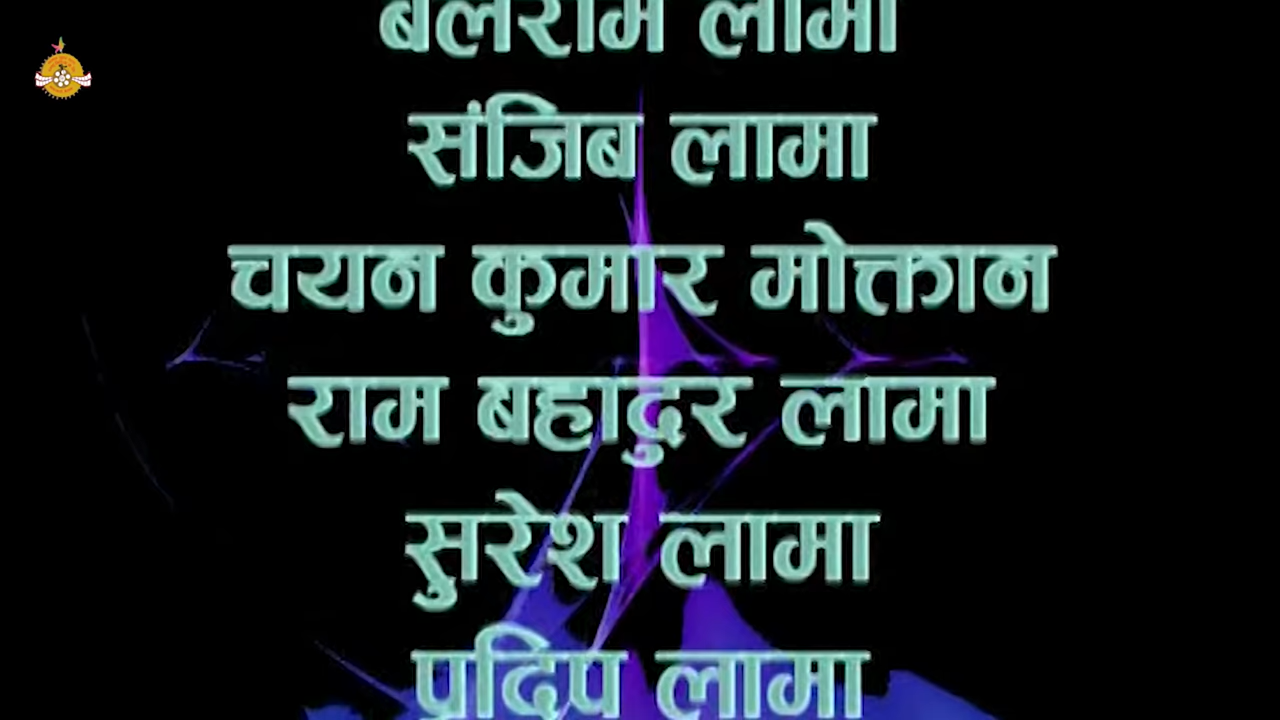 बलराम लामा
संजिब लामा
चयन कुमार मोक्तान
राम बहादुर लामा
सुरेश लामा
प्रदिप लामा